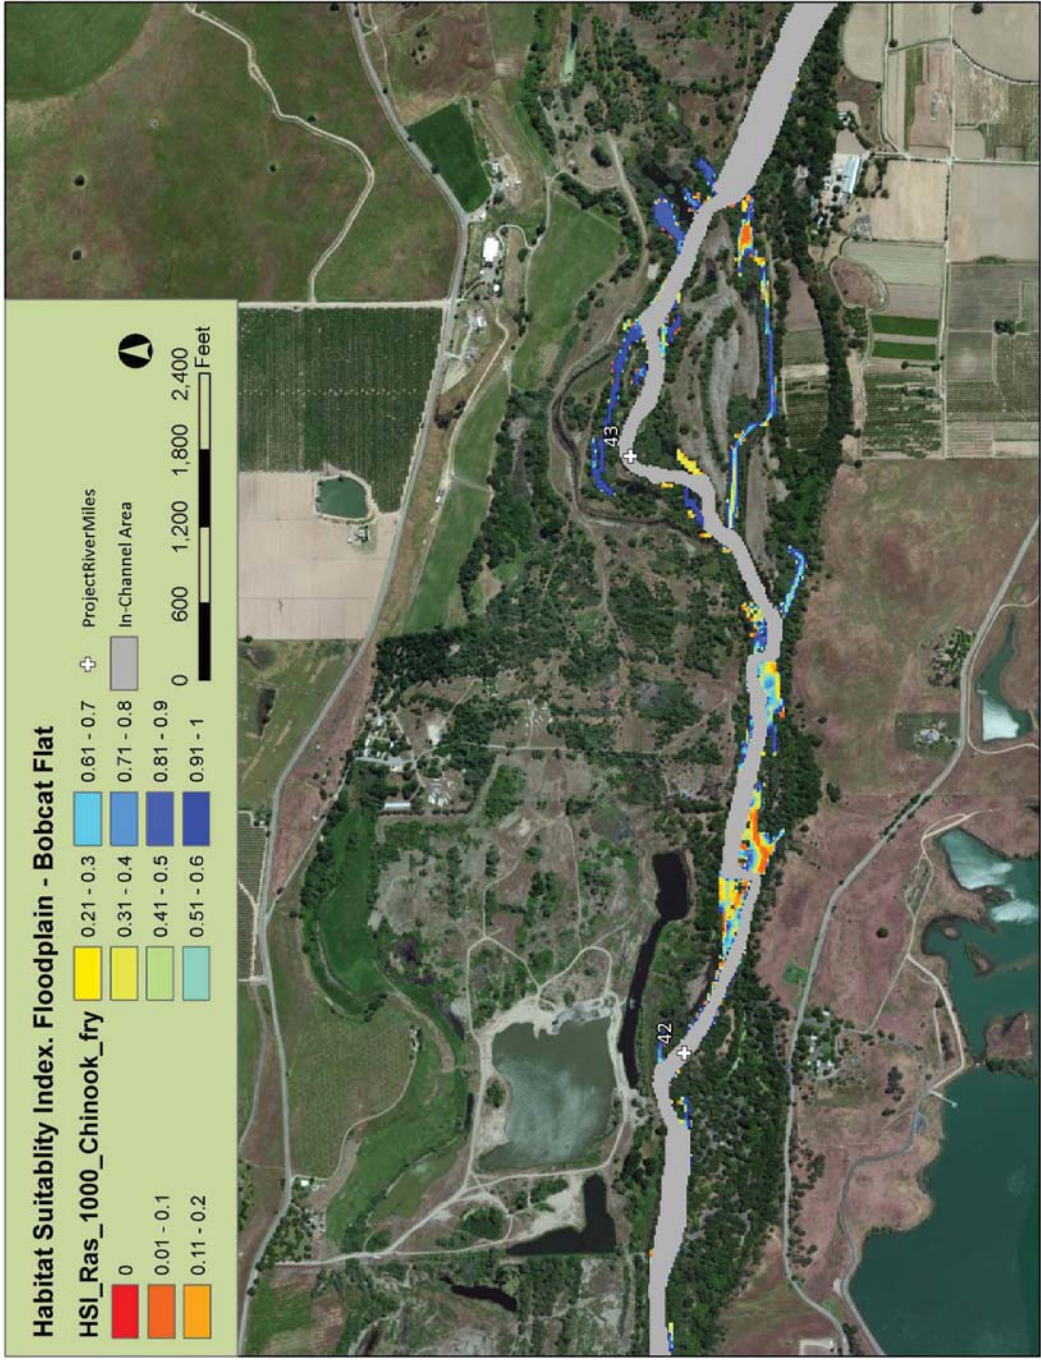 Habitat Suitablity Index. Floodplain - Bobcat Flat
HSI_Ras_1000_Chinook_fry
0
0.01 - 0.1
0.11 - 0.2
0.21 - 0.3
0.31 - 0.4
0.41 - 0.5
0.51 - 0.6
0.61 - 0.7
0.71 - 0.8
0.81 - 0.9
0.91 - 1
ProjectRiverMiles
In-Channel Area
0 600 1,200 1,800 2,400
Feet
42
43